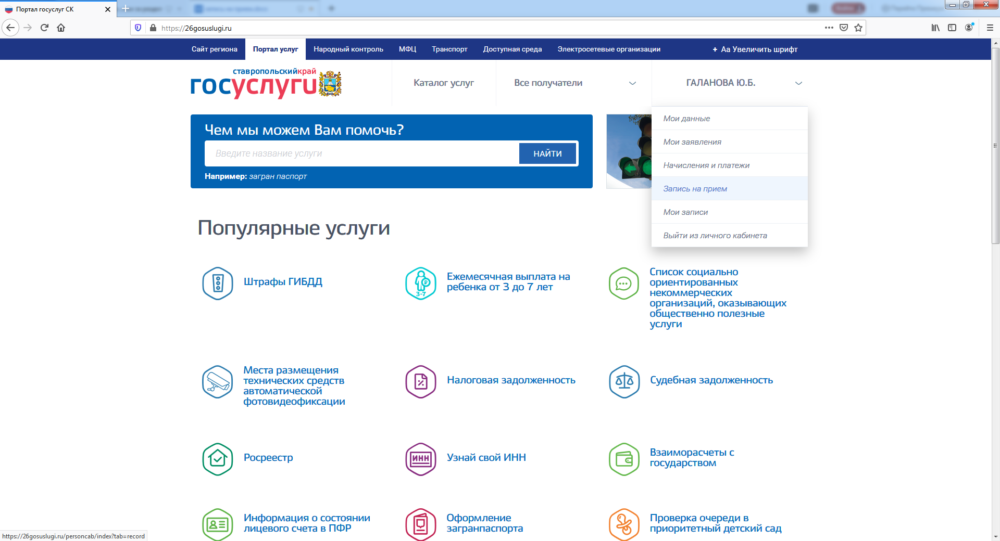 Портал госуслуг СК
https://26gosuslugi.ru
Сайт региона
Портал услуг
Народный контроль
МФЦ
Транспорт
Доступная среда
Электросетевые организации
+ Аа Увеличить шрифт
ставропольскийкрай
госуслуги
Каталог услуг
Все получатели
ГАЛАНОВА Ю.Б.
Мои данные
Мои заявления
Начисления и платежи
Запись на прием
Мои записи
Выйти из личного кабинета
Чем мы можем Вам помочь?
Введите название услуги
НАЙТИ
Например: загран паспорт
Популярные услуги
Штрафы ГИБДД
3-7
Ежемесячная выплата на
ребенка от 3 до 7 лет
Список социально
ориентированных
некоммерческих
организаций, оказывающих
общественно полезные
услуги
Места размещения
технических средств
автоматической
фотовидеофиксации
Налоговая задолженность
Судебная задолженность
Росреестр
ИНН
Узнай свой ИНН
Взаиморасчеты с
государством
Информация о состоянии
лицевого счета в ПФР
Оформление
загранпаспорта
Проверка очереди в
приоритетный детский сад
https://26gosuslugi.ru/personcab/index?tab=record